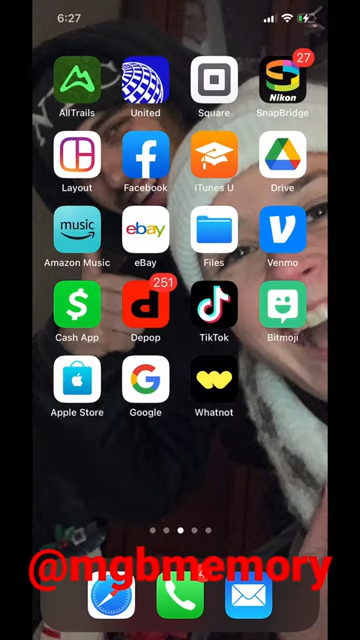 6:27
27
Nikon
AllTrails United Square SnapBridge
Layout Facebook iTunes U Drive
music
ebay
Amazon Music eBay Files Venmo
251
Cash App Depop TikTok Bitmoji
Apple Store Google Whatnot
@mgbmemory